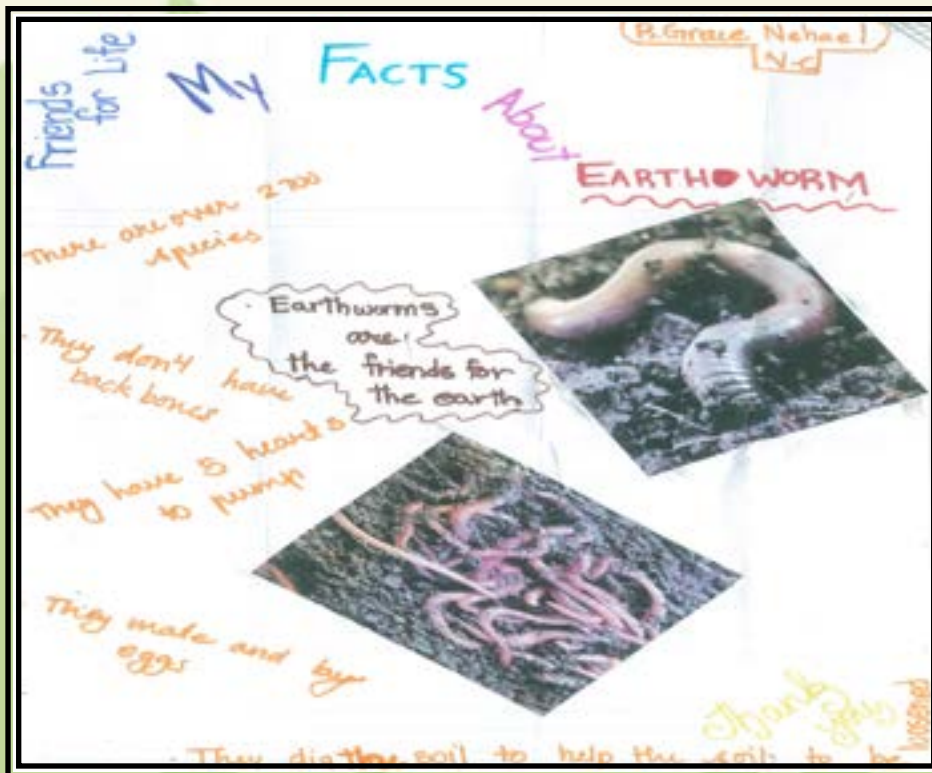 Friends
for Life
My FACTS
About
EARTHWORM
B. Grace Nehael
V-C
There are over 2700
species
Earthworms
are
the friends for
the earth
They don't have
back bones
They have 5 hearts
to pump
They mate and by
eggs
Thank
you
They dig the soil to help the soil to be
loosened